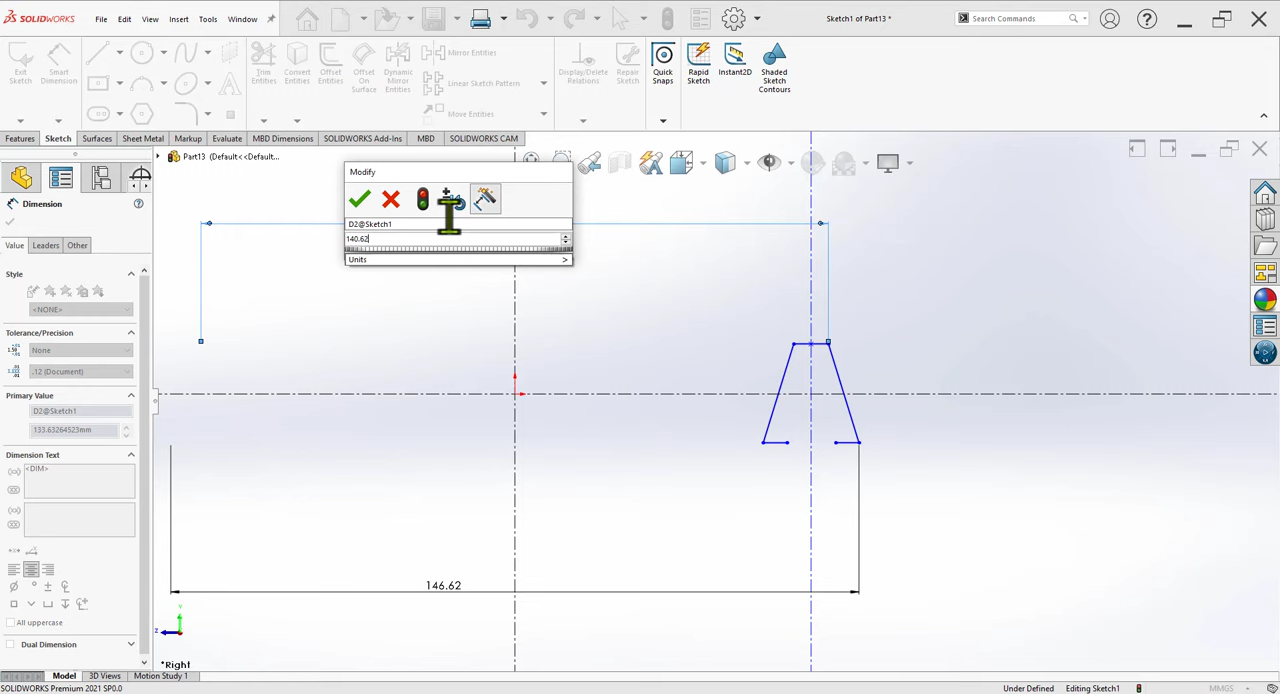 SOLIDWORKS File Edit View Insert Tools Window Sketch1 of Part13 * Search Commands
Exit Sketch Smart Dimension Trim Entities Convert Entities Offset Entities Offset On Surface Dynamic Mirror Entities Mirror Entities Linear Sketch Pattern Move Entities Display/Delete Relations Repair Sketch Quick Snaps Rapid Sketch Instant2D Shaded Sketch Contours
Features Sketch Surfaces Sheet Metal Markup Evaluate MBD Dimensions SOLIDWORKS Add-Ins MBD SOLIDWORKS CAM
Part13 (Default<<Default...
Modify
Dimension
D2@Sketch1
140.62
Value Leaders Other
Units >
Style
<NONE>
Tolerance/Precision
None
.12 (Document)
Primary Value
D2@Sketch1
133.63264523mm
Dimension Text
<DIM>
146.62
All uppercase
Dual Dimension
Y
Z
*Right
Model 3D Views Motion Study 1
SOLIDWORKS Premium 2021 SP0.0 Under Defined Editing Sketch1 MMGS